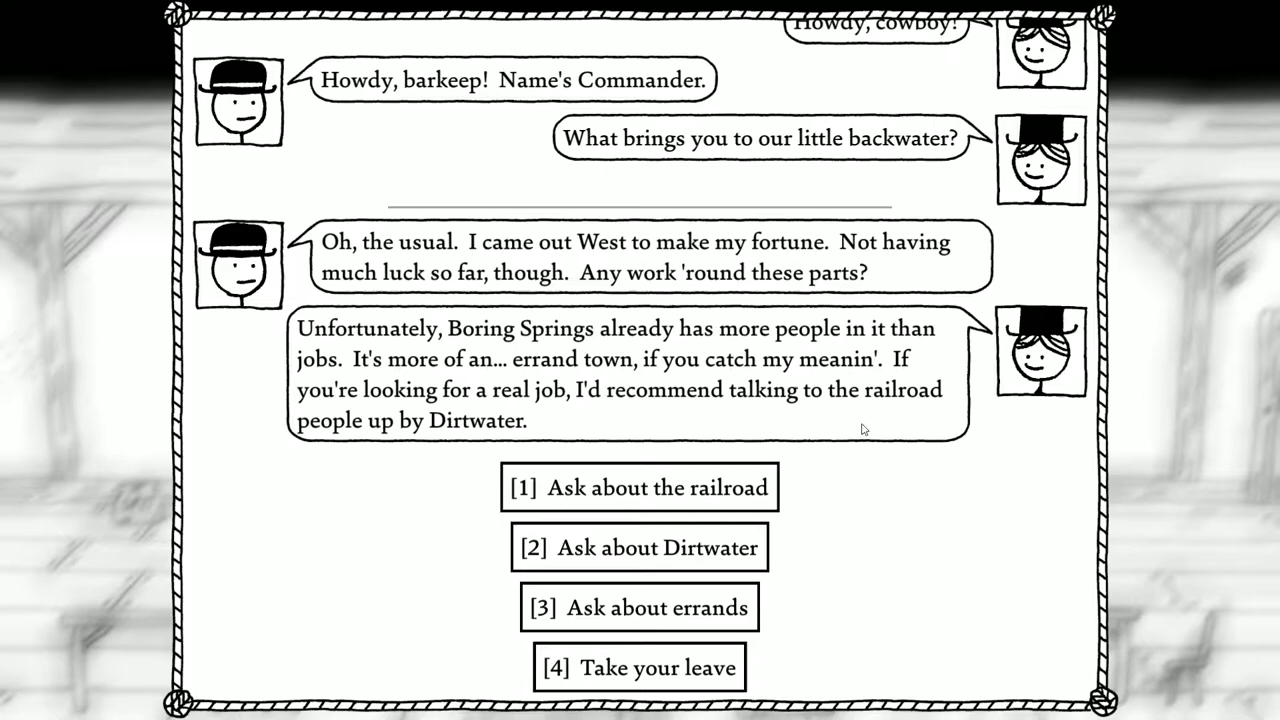 Howdy, cowboy!
Howdy, barkeep!  Name's Commander.
What brings you to our little backwater?
Oh, the usual.  I came out West to make my fortune.  Not having
much luck so far, though.  Any work 'round these parts?
Unfortunately, Boring Springs already has more people in it than
jobs.  It's more of an... errand town, if you catch my meanin'.  If
you're looking for a real job, I'd recommend talking to the railroad
people up by Dirtwater.
[1]  Ask about the railroad
[2]  Ask about Dirtwater
[3]  Ask about errands
[4]  Take your leave